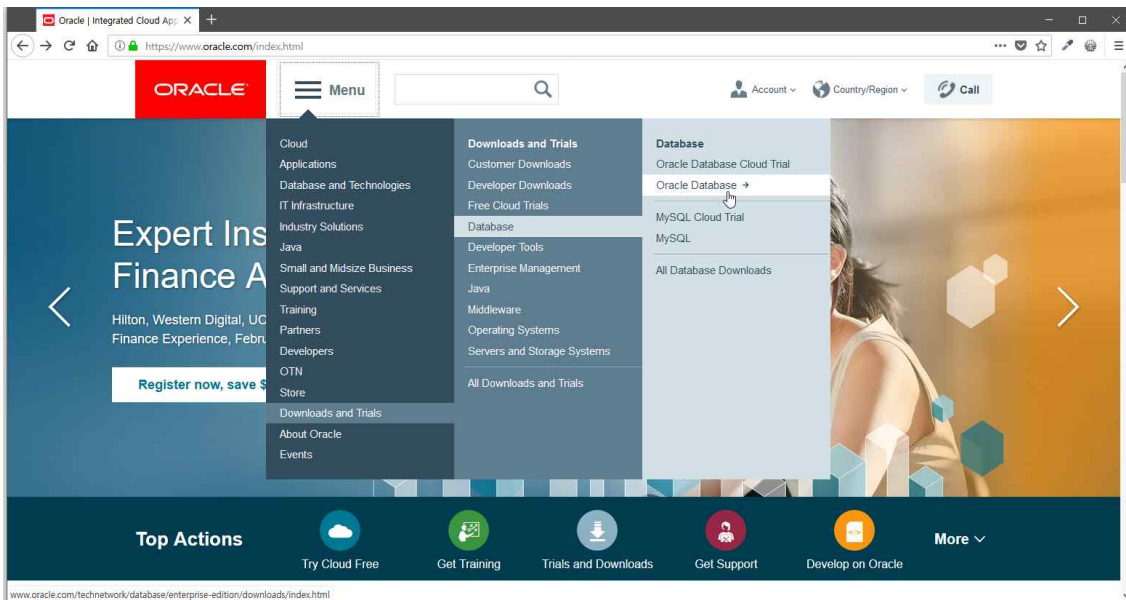 Oracle | Integrated Cloud App
https://www.oracle.com/index.html
ORACLE
Menu
Account
Country/Region
Call
Cloud
Applications
Database and Technologies
IT Infrastructure
Industry Solutions
Java
Small and Midsize Business
Support and Services
Training
Partners
Developers
OTN
Store
Downloads and Trials
About Oracle
Events
Downloads and Trials
Customer Downloads
Developer Downloads
Free Cloud Trials
Database
Developer Tools
Enterprise Management
Java
Middleware
Operating Systems
Servers and Storage Systems
All Downloads and Trials
Database
Oracle Database Cloud Trial
Oracle Database →
MySQL Cloud Trial
MySQL
All Database Downloads
Expert Ins
Finance A
Hilton, Western Digital, UC
Finance Experience, Febru
Register now, save $
Top Actions
Try Cloud Free
Get Training
Trials and Downloads
Get Support
Develop on Oracle
More
www.oracle.com/technetwork/database/enterprise-edition/downloads/index.html